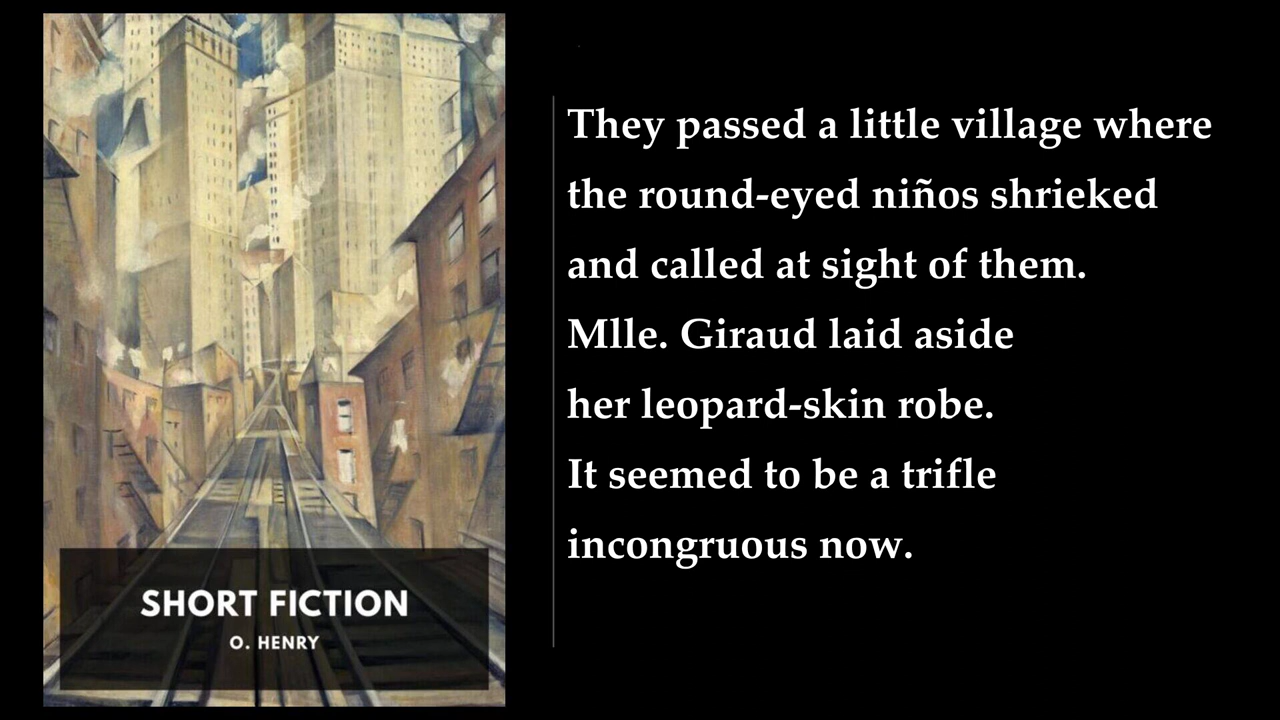 They passed a little village where
the round-eyed niños shrieked
and called at sight of them.
Mlle. Giraud laid aside
her leopard-skin robe.
It seemed to be a trifle
incongruous now.
SHORT FICTION
O. HENRY